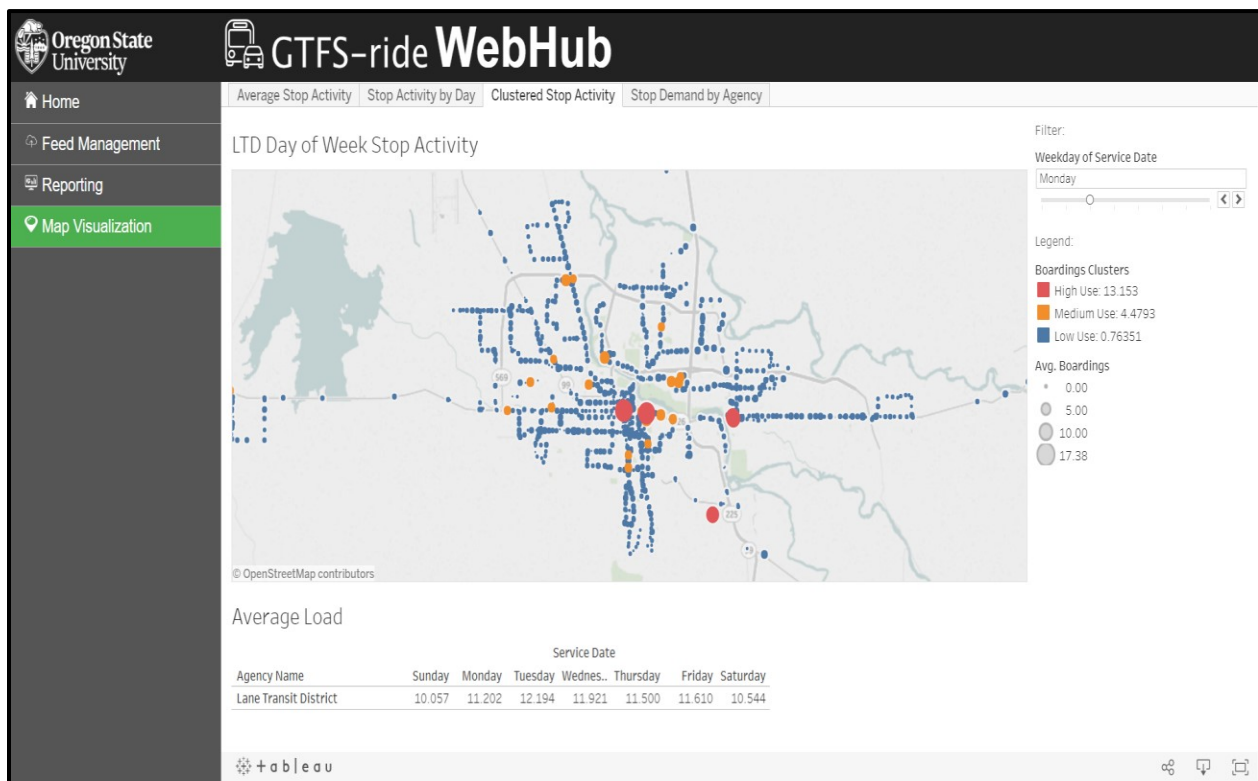 Oregon State
University
GTFS-ride WebHub
Home
Feed Management
Reporting
Map Visualization
Average Stop Activity Stop Activity by Day Clustered Stop Activity Stop Demand by Agency
LTD Day of Week Stop Activity
569
99
26
225
© OpenStreetMap contributors
Filter:
Weekday of Service Date
Monday
Legend:
Boardings Clusters
High Use: 13.153
Medium Use: 4.4793
Low Use: 0.76351
Avg. Boardings
0.00
5.00
10.00
17.38
Average Load
Service Date
Agency Name Sunday Monday Tuesday Wednes.. Thursday Friday Saturday
Lane Transit District 10.057 11.202 12.194 11.921 11.500 11.610 10.544
+ableau